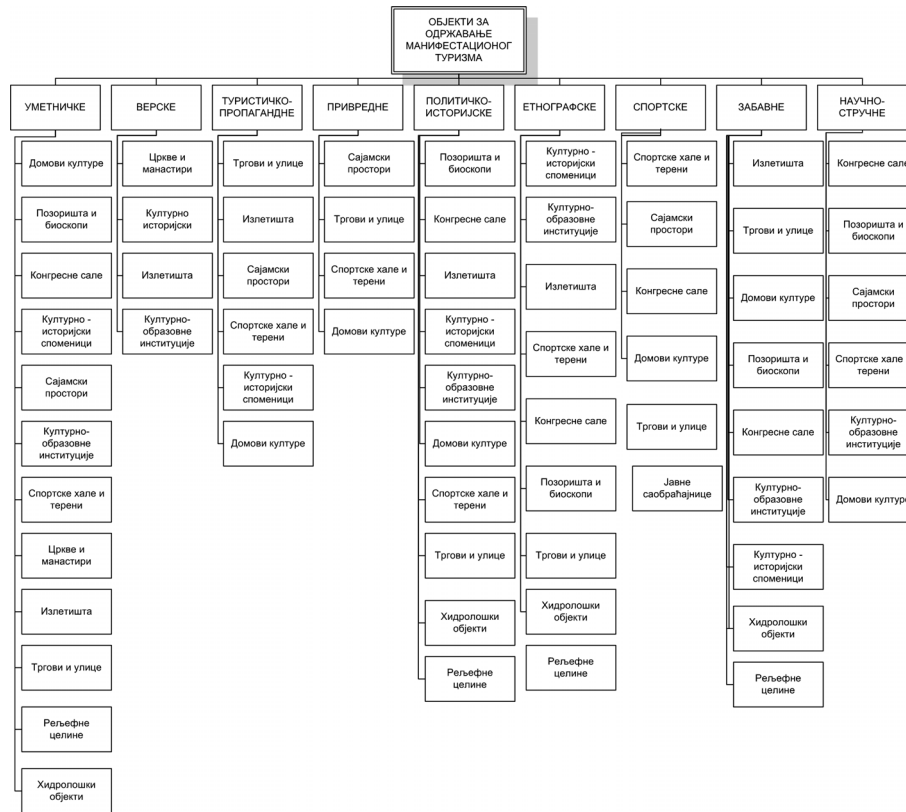 ОБЈЕКТИ ЗА
ОДРЖАВАЊЕ
МАНИФЕСТАЦИОНОГ
ТУРИЗМА
УМЕТНИЧКЕ
Домови културе
Позоришта и
биоскопи
Конгресне сале
Културно -
историјски
споменици
Сајамски
простори
Културно-
образовне
институције
Спортске хале и
терени
Цркве и
манастири
Излетишта
Тргови и улице
Рељефне
целине
Хидролошки
објекти
ВЕРСКЕ
Цркве и
манастири
Културно
историјски
Излетишта
Културно-
образовне
институције
ТУРИСТИЧКО-
ПРОПАГАНДНЕ
Тргови и улице
Излетишта
Сајамски
простори
Спортске хале и
терени
Културно -
историјски
споменици
Домови културе
ПРИВРЕДНЕ
Сајамски
простори
Тргови и улице
Спортске хале и
терени
Домови културе
ПОЛИТИЧКО-
ИСТОРИЈСКЕ
Позоришта и
биоскопи
Конгресне сале
Излетишта
Културно -
историјски
споменици
Културно-
образовне
институције
Домови културе
Спортске хале и
терени
Тргови и улице
Хидролошки
објекти
Рељефне
целине
ЕТНОГРАФСКЕ
Културно -
историјски
споменици
Културно-
образовне
институције
Излетишта
Спортске хале и
терени
Конгресне сале
Позоришта и
биоскопи
Тргови и улице
Хидролошки
објекти
Рељефне
целине
СПОРТСКЕ
Спортске хале и
терени
Сајамски
простори
Конгресне сале
Домови културе
Тргови и улице
Јавне
саобраћајнице
ЗАБАВНЕ
Излетишта
Тргови и улице
Домови културе
Позоришта и
биоскопи
Конгресне сале
Културно-
образовне
институције
Културно -
историјски
споменици
Хидролошки
објекти
Рељефне
целине
НАУЧНО-
СТРУЧНЕ
Конгресне сале
Позоришта и
биоскопи
Сајамски
простори
Спортске хале
терени
Културно-
образовне
институције
Домови културе